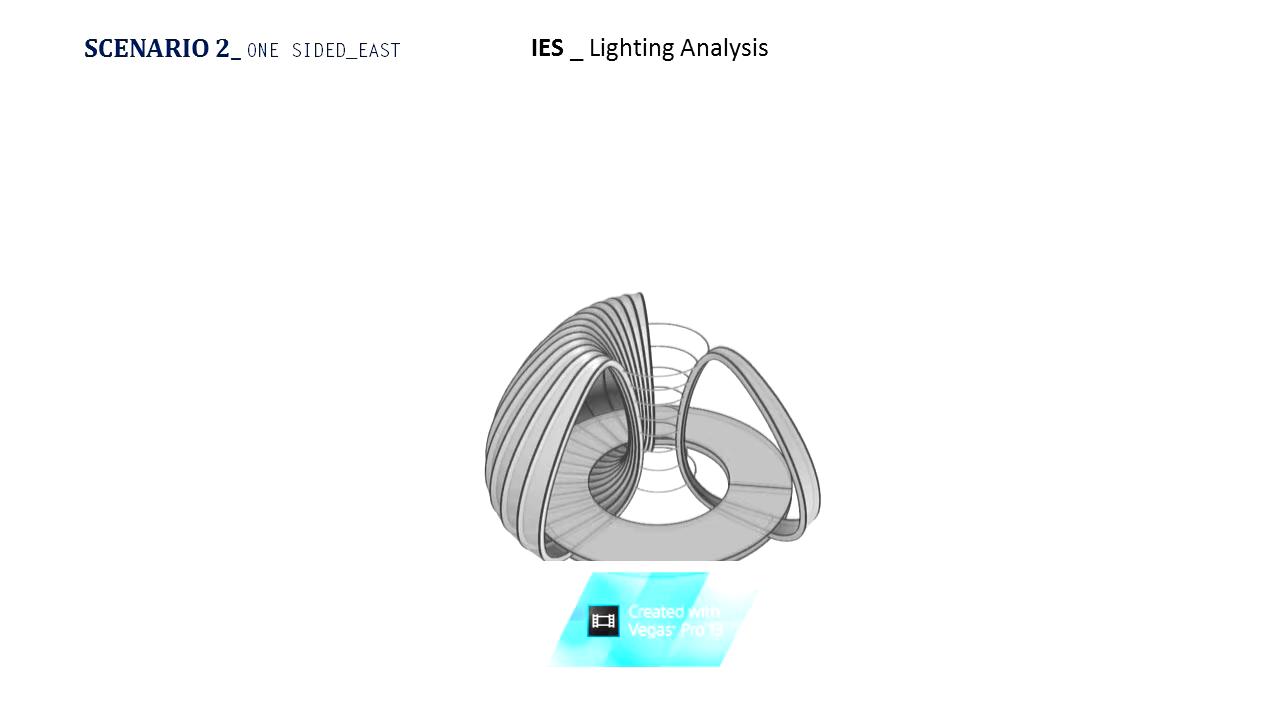 SCENARIO 2_ ONE SIDED_EAST
IES _ Lighting Analysis
Created with
Vegas® Pro 13